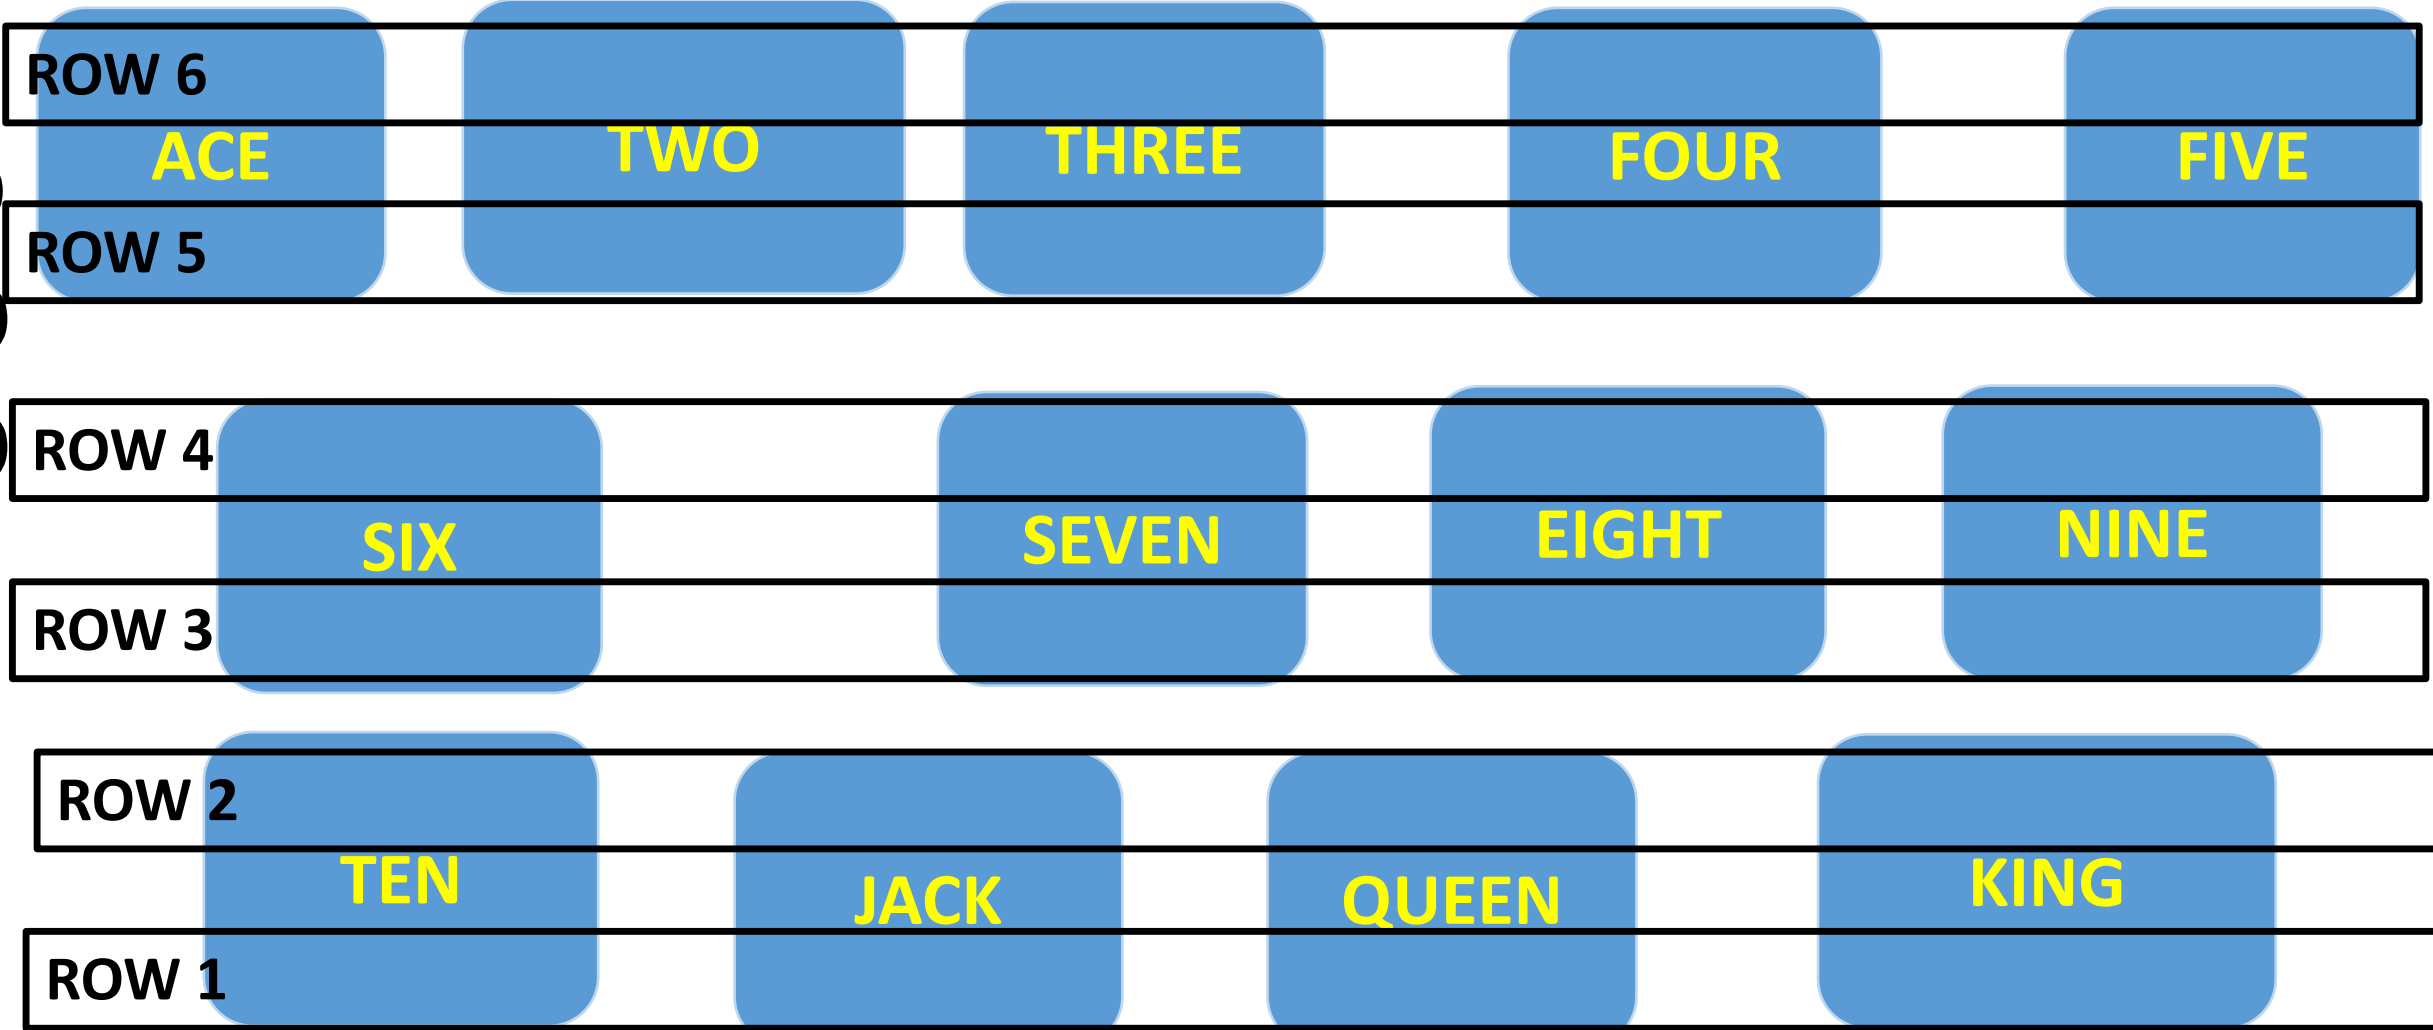 ROW 6
ACE TWO THREE FOUR FIVE
ROW 5
ROW 4
SIX SEVEN EIGHT NINE
ROW 3
ROW 2
TEN JACK QUEEN KING
ROW 1